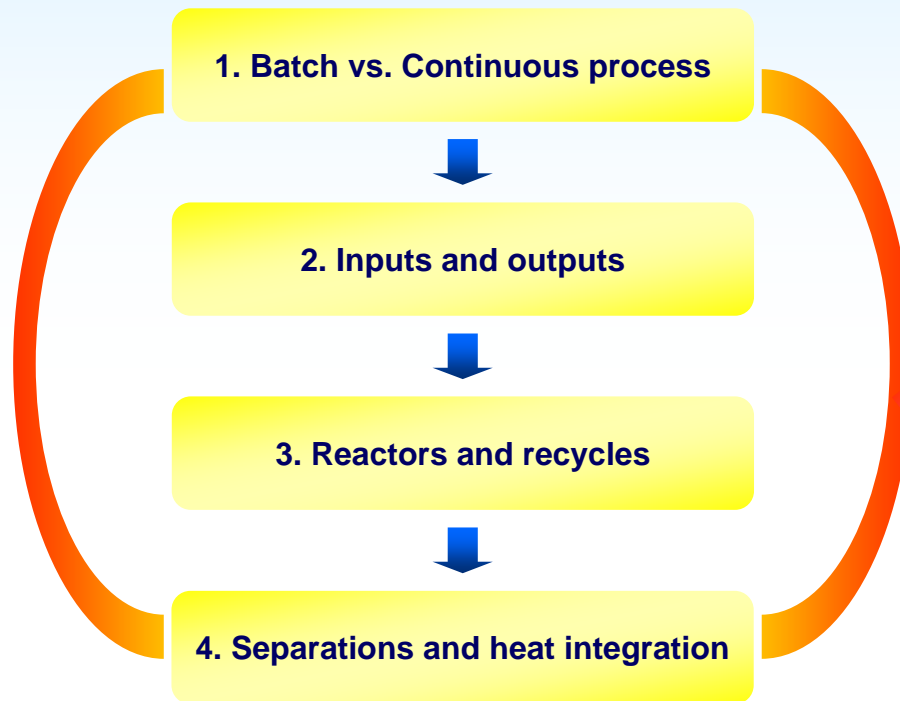 1. Batch vs. Continuous process
2. Inputs and outputs
3. Reactors and recycles
4. Separations and heat integration